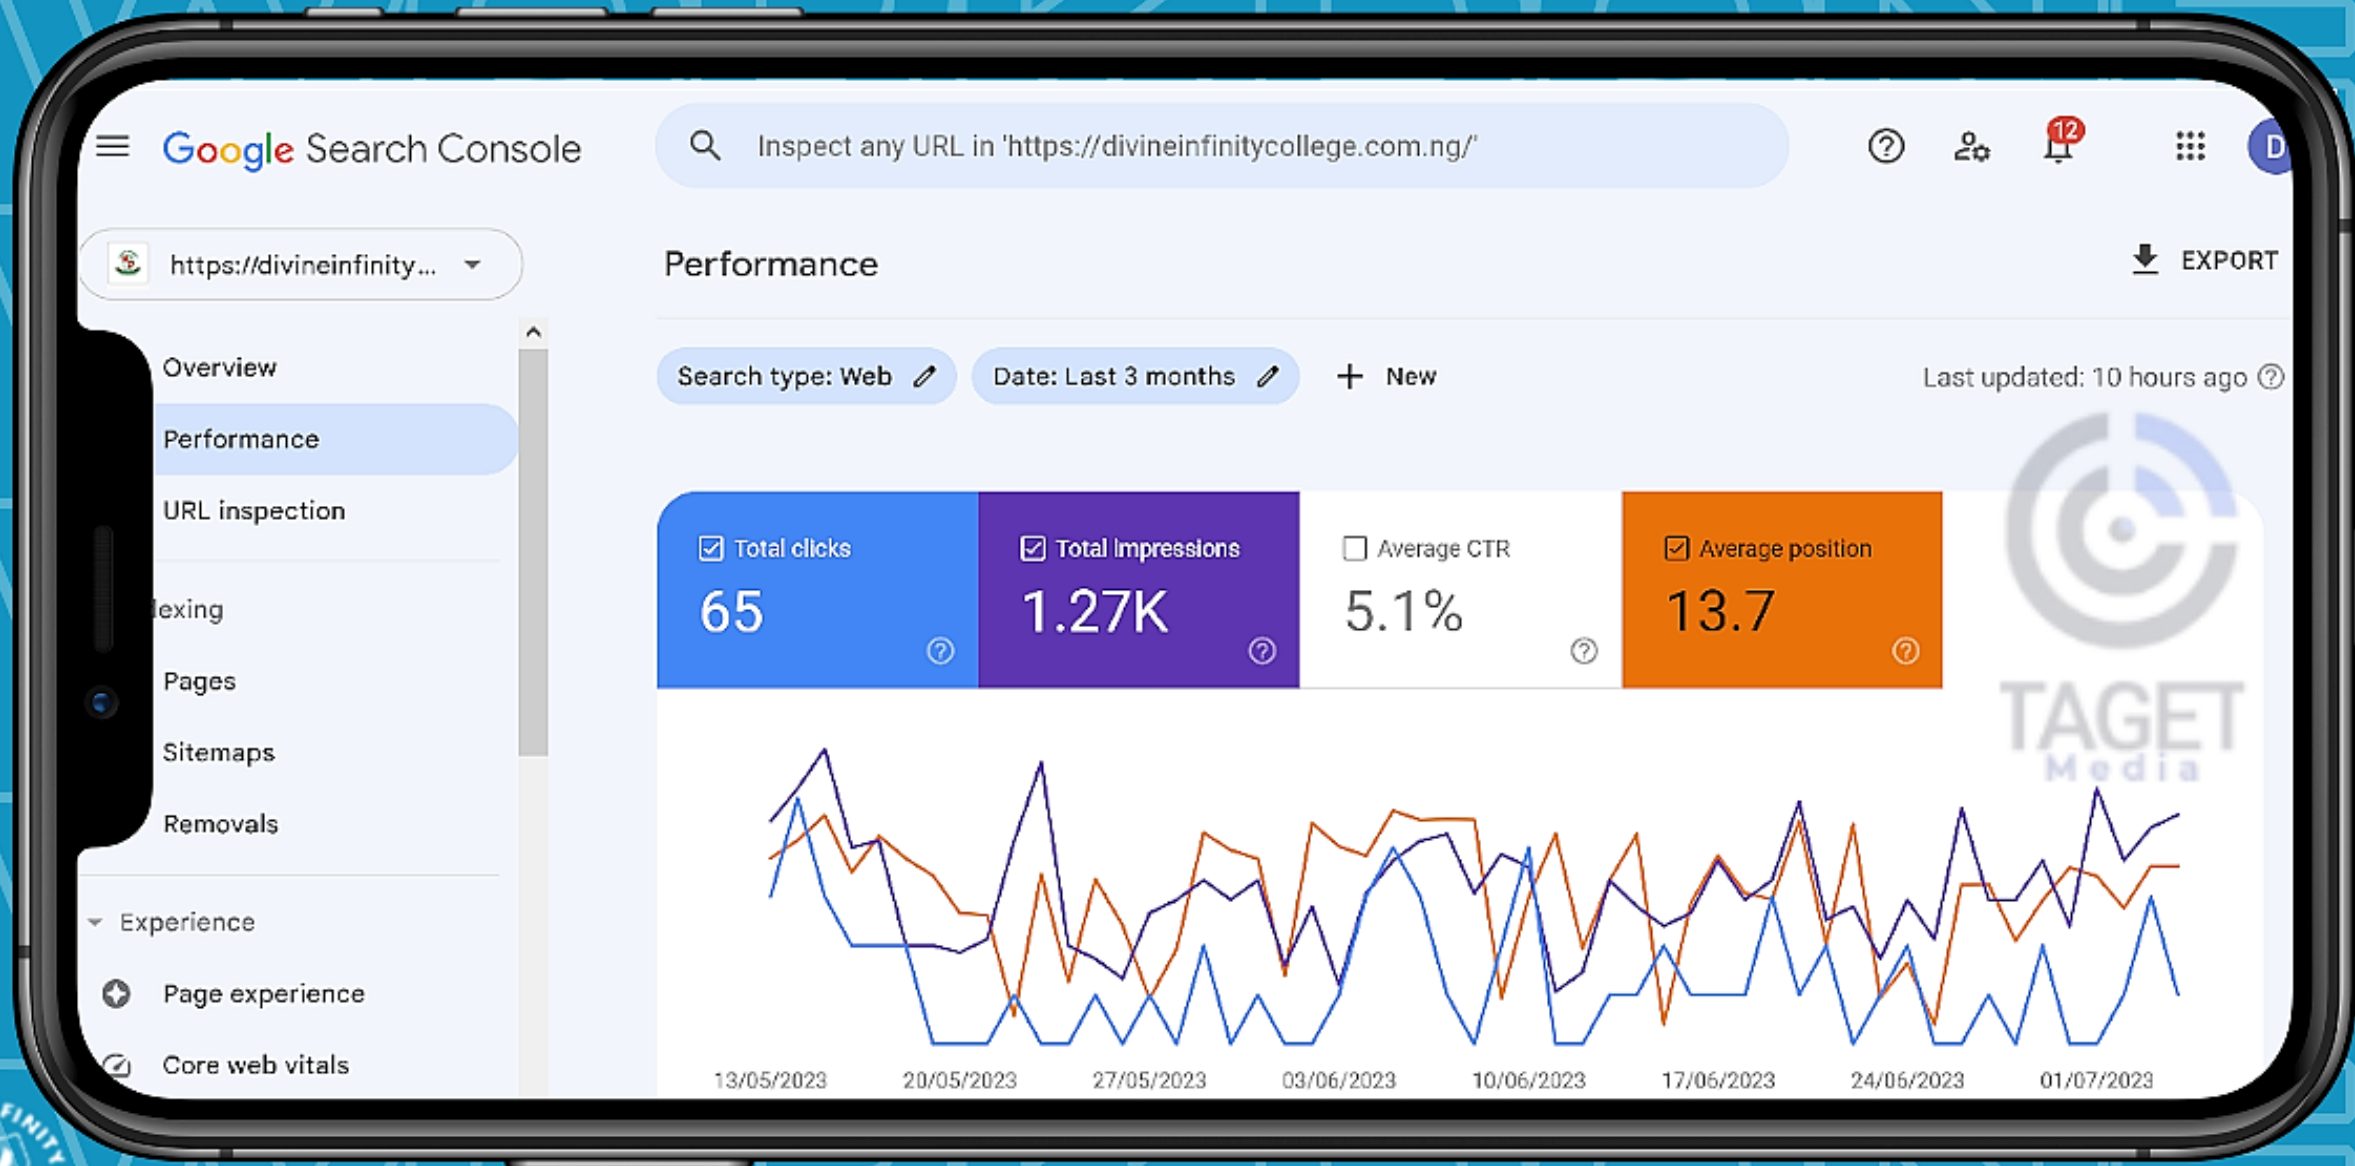 Google Search Console
Inspect any URL in 'https://divineinfinitycollege.com.ng/'
12
D
https://divineinfinity...
Performance
EXPORT
Overview
Performance
URL inspection
lexing
Pages
Sitemaps
Removals
Experience
Page experience
Core web vitals
Search type: Web
Date: Last 3 months
+ New
Last updated: 10 hours ago
Total clicks
65
Total Impressions
1.27K
Average CTR
5.1%
Average position
13.7
TAGET
Media
13/05/2023 20/05/2023 27/05/2023 03/06/2023 10/06/2023 17/06/2023 24/06/2023 01/07/2023
FINITY